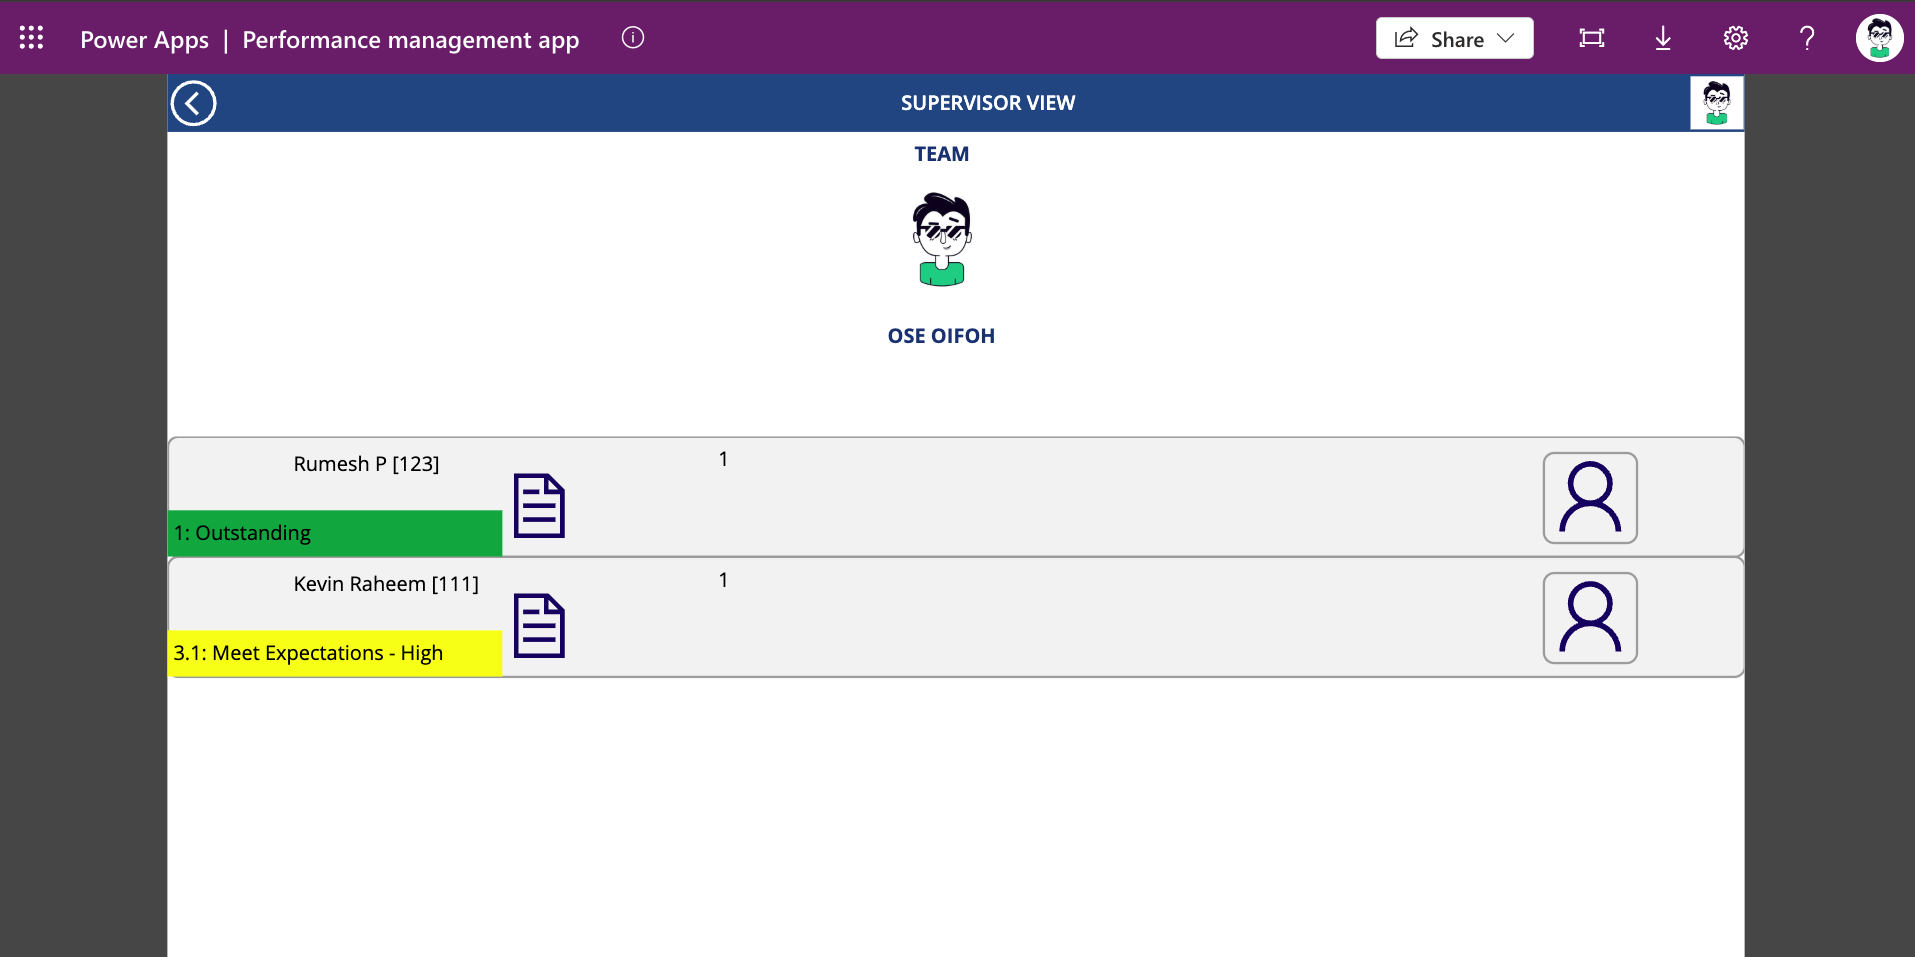 Power Apps | Performance management app
Share
SUPERVISOR VIEW
TEAM
OSE OIFOH
Rumesh P [123]
1
1: Outstanding
Kevin Raheem [111]
1
3.1: Meet Expectations - High